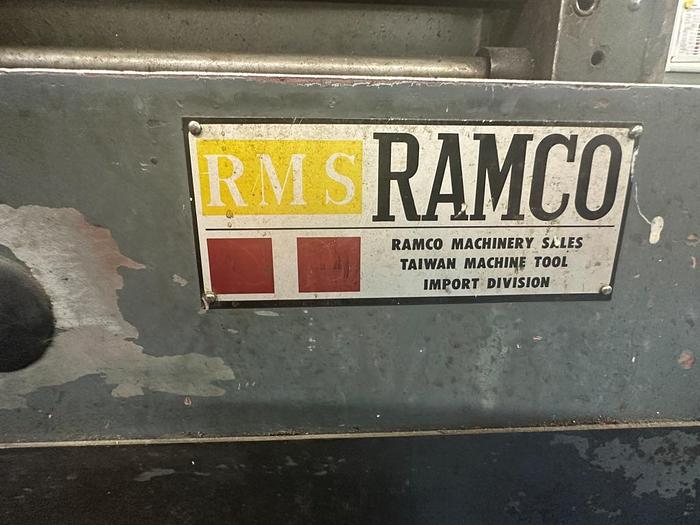 RMS RAMCO
RAMCO MACHINERY SALES
TAIWAN MACHINE TOOL
IMPORT DIVISION